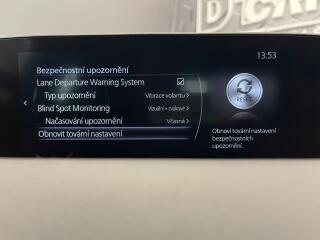 13:53
Bezpečnostní upozornění
Lane Departure Warning System
Typ upozornění Vibrace volantu
Blind Spot Monitoring Vizuální + zvukové
Načasování upozornění Včasná
Obnovit tovární nastavení
RESET
Obnoví tovární nastavení
bezpečnostních
upozornění.